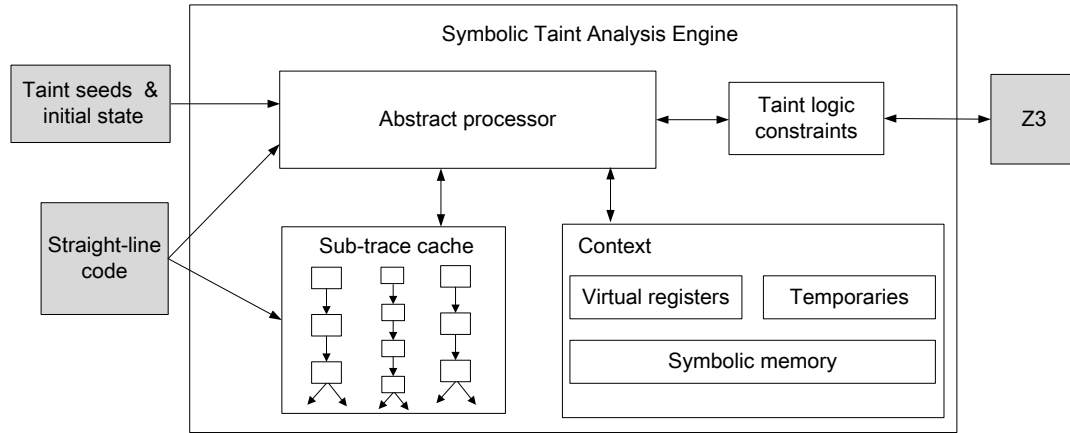 Symbolic Taint Analysis Engine
Taint seeds &
initial state
Abstract processor
Taint logic
constraints
Z3
Straight-line
code
Sub-trace cache
Context
Virtual registers
Temporaries
Symbolic memory